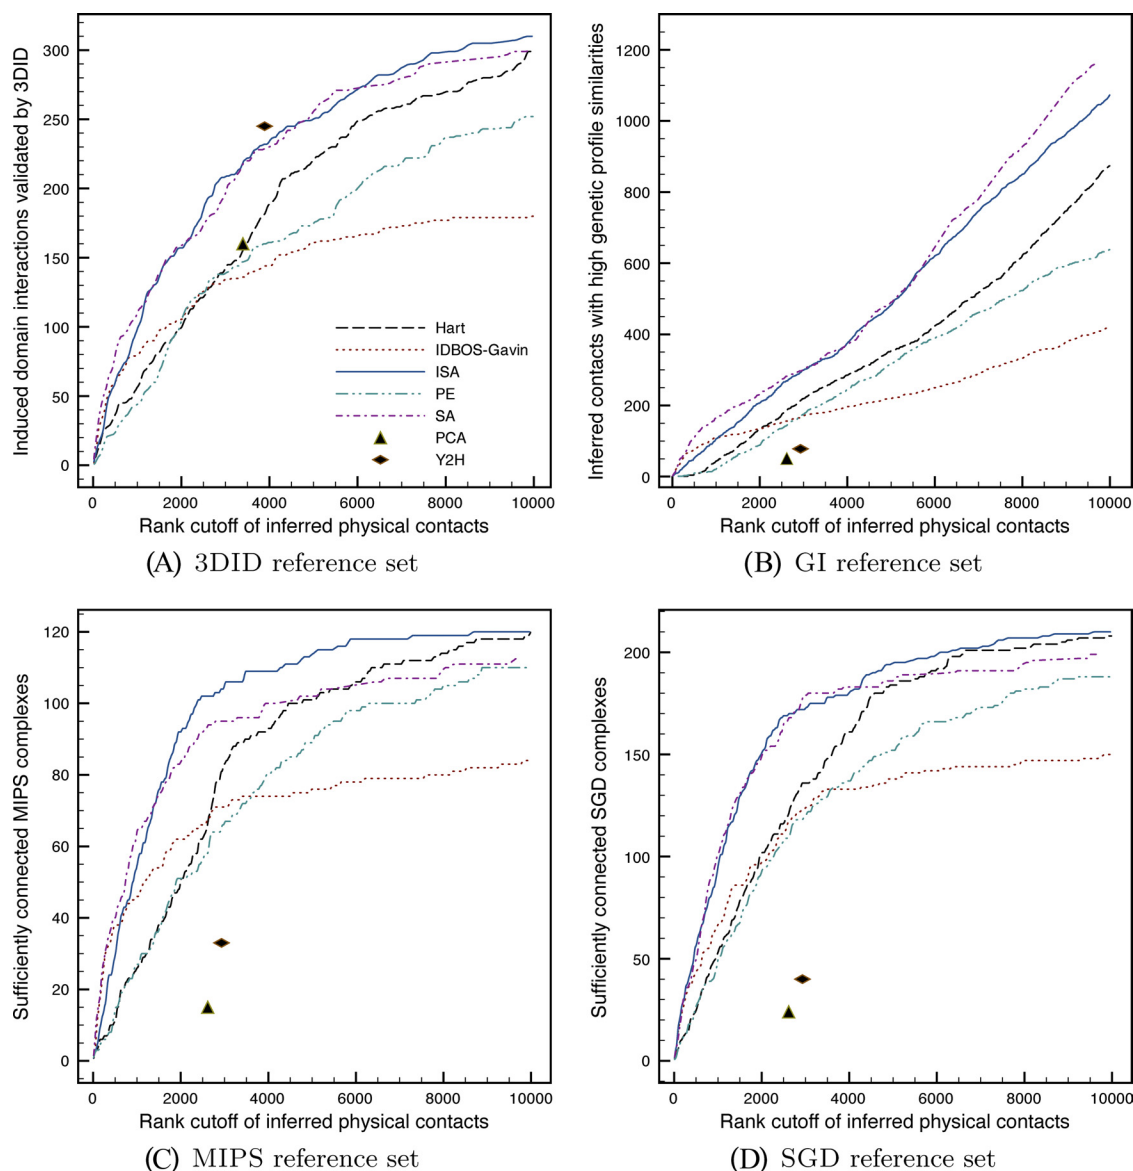 Induced domain interactions validated by 3DID
300
250
200
150
100
50
0
Hart
IDBOS-Gavin
ISA
PE
SA
PCA
Y2H
0 2000 4000 6000 8000 10000
Rank cutoff of inferred physical contacts
(A) 3DID reference set
Inferred contacts with high genetic profile similarities
1200
1000
800
600
400
200
0
0 2000 4000 6000 8000 10000
Rank cutoff of inferred physical contacts
(B) GI reference set
Sufficiently connected MIPS complexes
120
100
80
60
40
20
0
0 2000 4000 6000 8000 10000
Rank cutoff of inferred physical contacts
(C) MIPS reference set
Sufficiently connected SGD complexes
200
150
100
50
0
0 2000 4000 6000 8000 10000
Rank cutoff of inferred physical contacts
(D) SGD reference set